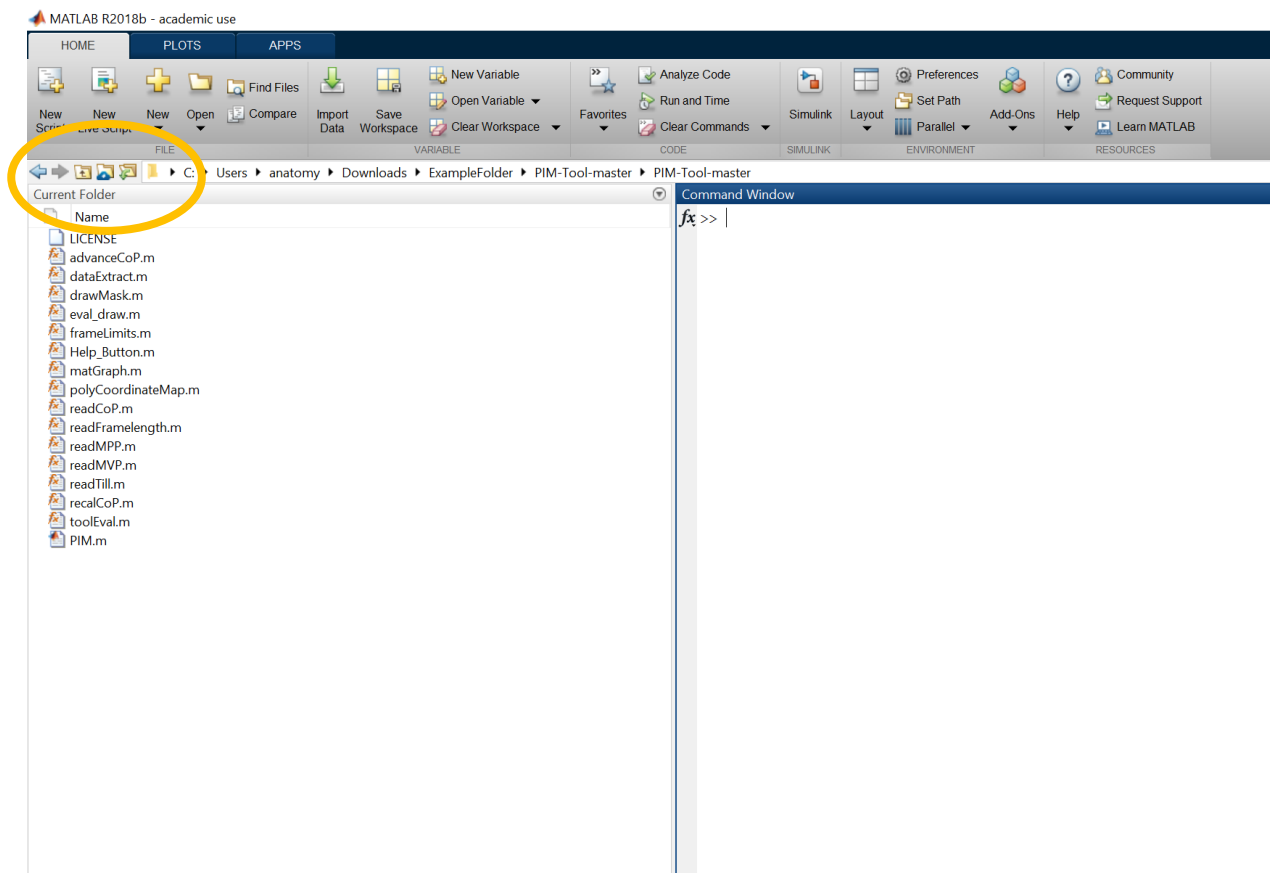 MATLAB R2018b - academic use
HOME PLOTS APPS
New Script
New Live Script
New
Open
Find Files
Compare
Import Data
Save Workspace
New Variable
Open Variable
Clear Workspace
Favorites
Analyze Code
Run and Time
Clear Commands
Simulink
Layout
Preferences
Set Path
Parallel
Add-Ons
Help
Community
Request Support
Learn MATLAB
FILE VARIABLE CODE SIMULINK ENVIRONMENT RESOURCES
C: Users anatomy Downloads ExampleFolder PIM-Tool-master PIM-Tool-master
Current Folder
Name
LICENSE
advanceCoP.m
dataExtract.m
drawMask.m
eval_draw.m
frameLimits.m
Help_Button.m
matGraph.m
polyCoordinateMap.m
readCoP.m
readFramelength.m
readMPP.m
readMVP.m
readTill.m
recalCoP.m
toolEval.m
PIM.m
Command Window
fx >>